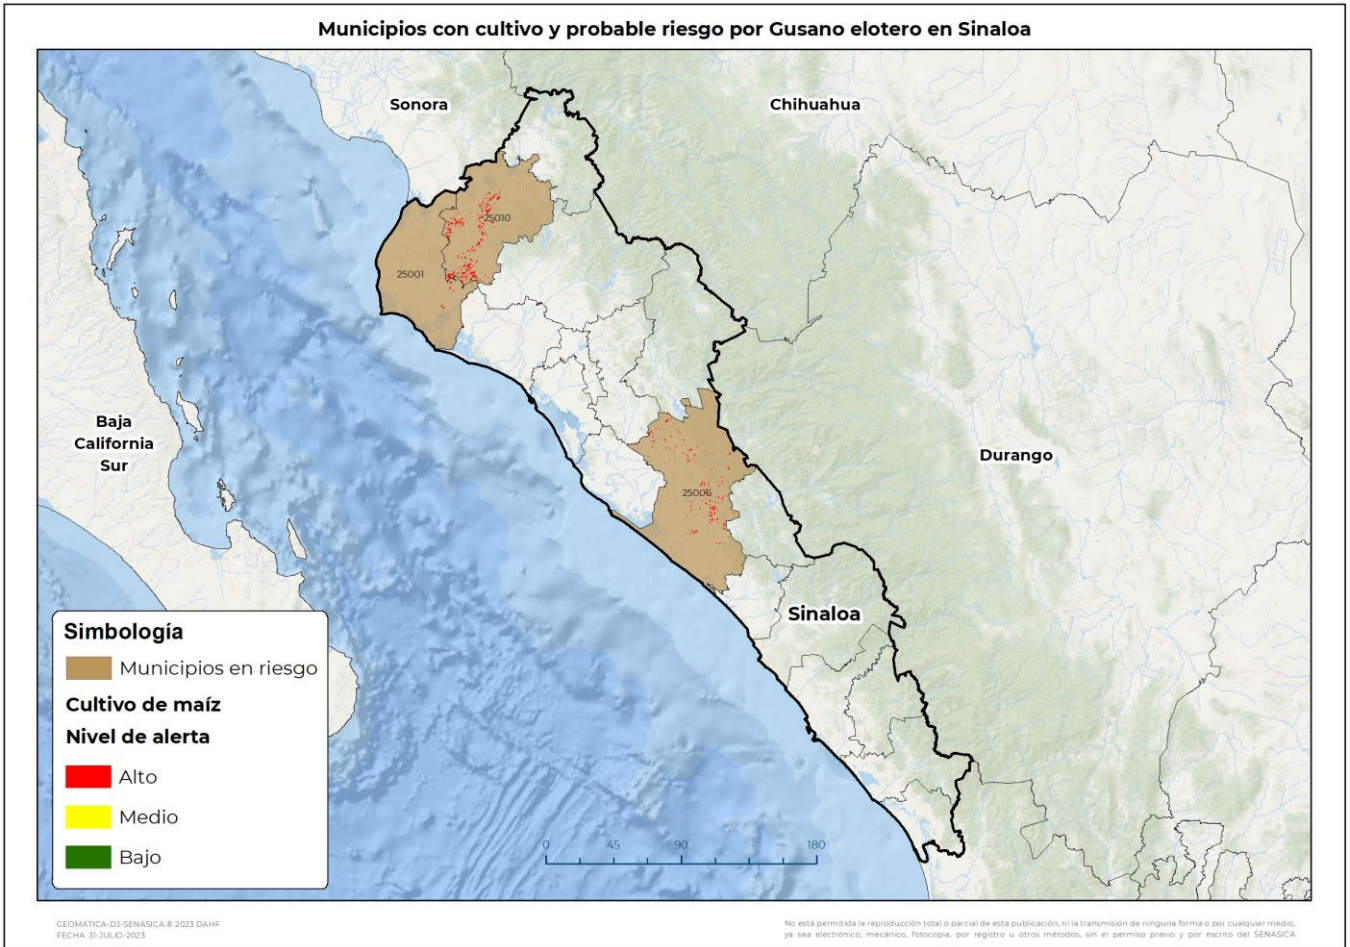 Municipios con cultivo y probable riesgo por Gusano elotero en Sinaloa
Sonora
Chihuahua
25010
25001
Baja
California
Sur
Durango
25006
Sinaloa
Simbología
Municipios en riesgo
Cultivo de maíz
Nivel de alerta
Alto
Medio
Bajo
0 45 90 180
GEOMATICA-DJ-SENASICA ® 2023 DAHF
FECHA: 31-JULIO-2023
No está permitida la reproducción total o parcial de esta publicación, ni la transmisión de ninguna forma o por cualquier medio,
ya sea electrónico, mecánico, fotocopia, por registro u otros métodos, sin el permiso previo y por escrito del SENASICA.